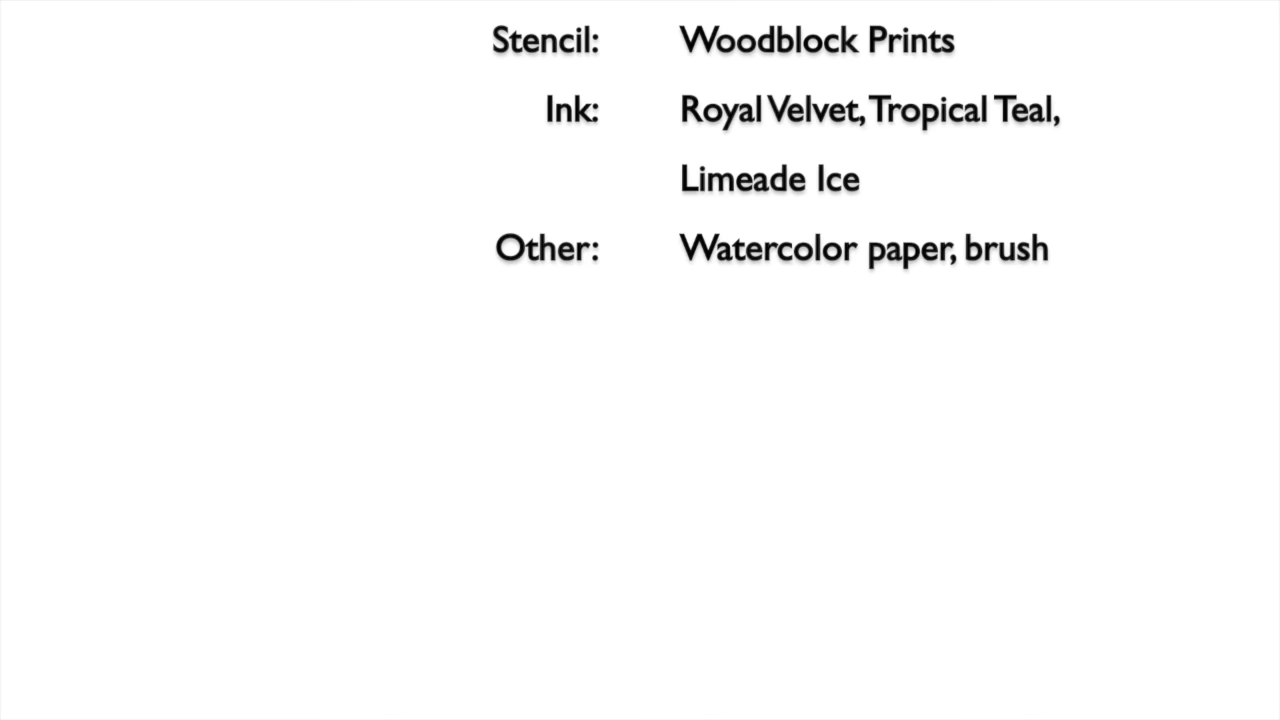 Stencil: Woodblock Prints
Ink: Royal Velvet, Tropical Teal,
Limeade Ice
Other: Watercolor paper, brush